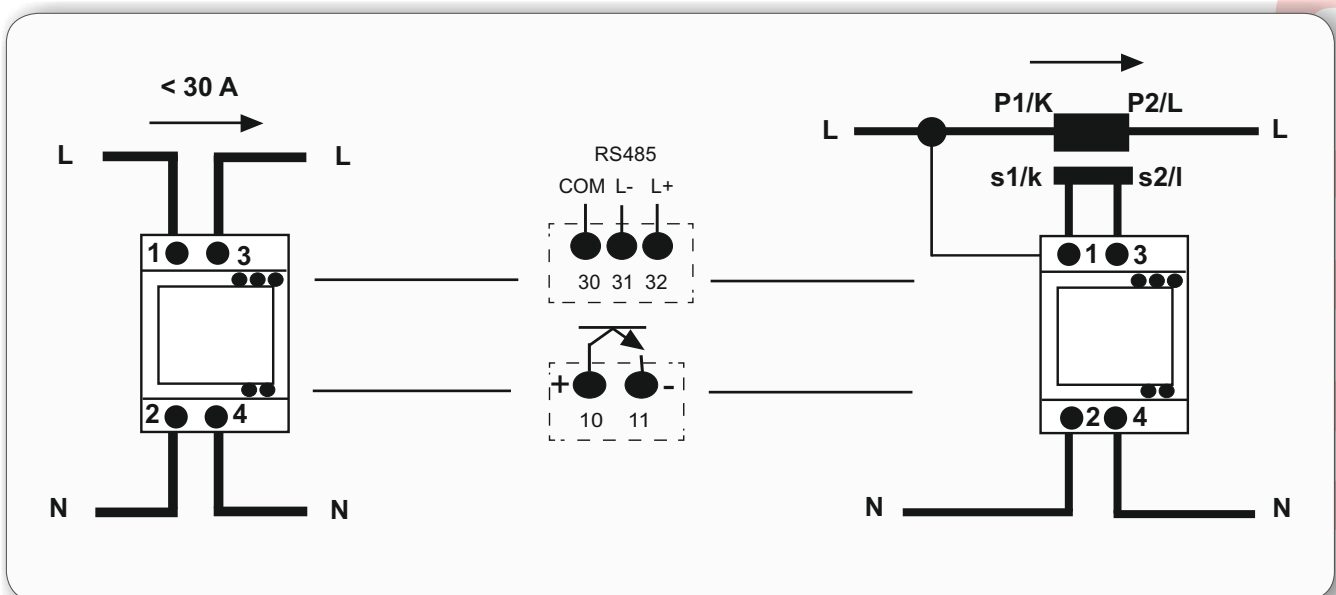 < 30 A
L L
1 3
2 4
N N
RS485
COM L- L+
30 31 32
+ -
10 11
P1/K P2/L
L L
s1/k s2/l
1 3
2 4
N N